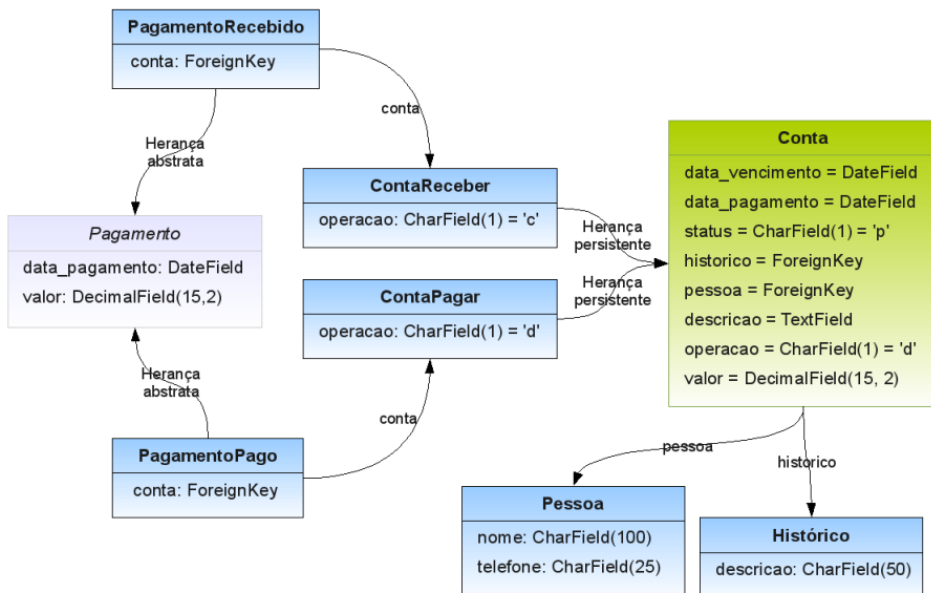 PagamentoRecebido
conta: ForeignKey
Herança
abstrata
conta
Pagamento
data_pagamento: DateField
valor: DecimalField(15,2)
ContaReceber
operacao: CharField(1) = 'c'
Herança
persistente
ContaPagar
operacao: CharField(1) = 'd'
Herança
persistente
Conta
data_vencimento = DateField
data_pagamento = DateField
status = CharField(1) = 'p'
historico = ForeignKey
pessoa = ForeignKey
descricao = TextField
operacao = CharField(1) = 'd'
valor = DecimalField(15, 2)
Herança
abstrata
conta
PagamentoPago
conta: ForeignKey
pessoa
historico
Pessoa
nome: CharField(100)
telefone: CharField(25)
Histórico
descricao: CharField(50)